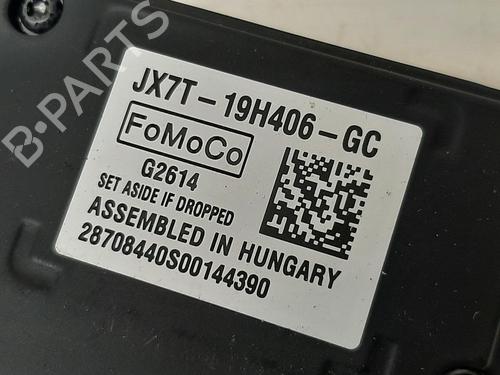 B-PARTS
JX7T-19H406-GC
FoMoCo
G2614
SET ASIDE IF DROPPED
ASSEMBLED IN HUNGARY
28708440S00144390